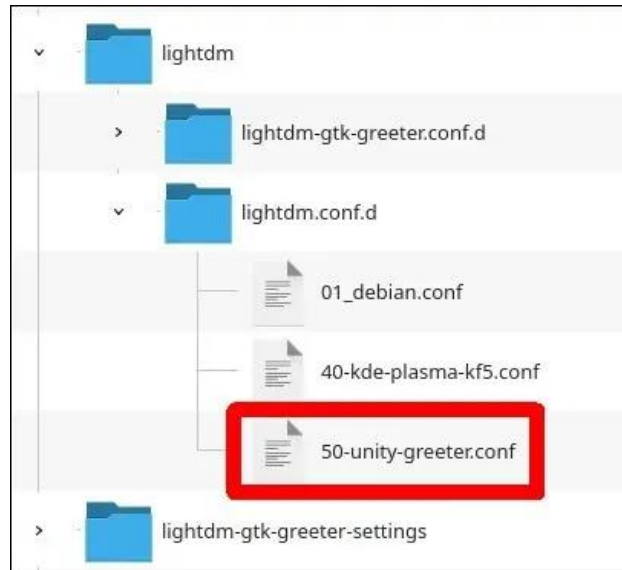 lightdm
lightdm-gtk-greeter.conf.d
lightdm.conf.d
01_debian.conf
40-kde-plasma-kf5.conf
50-unity-greeter.conf
lightdm-gtk-greeter-settings